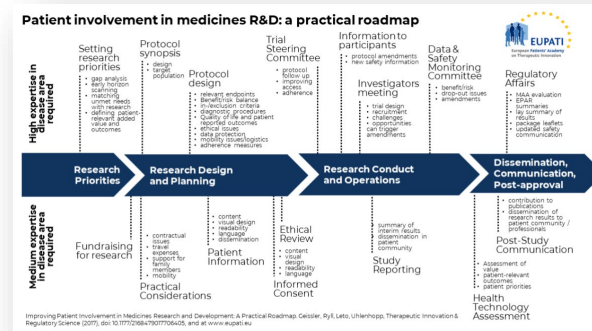 Patient involvement in medicines R&D: a practical roadmap
EUPATI
European Patients' Academy
on Therapeutic Innovation
High expertise in
disease area
required
Setting
research
priorities
• gap analysis
• early horizon
scanning
• matching
unmet needs
with research
• defining patient-
relevant added
value and
outcomes
Protocol
synopsis
• design
• target
population
Protocol
design
• relevant endpoints
• Benefit/risk balance
• in-/exclusion criteria
• diagnostic procedures
• Quality of life and patient
reported outcomes
• ethical issues
• data protection
• mobility issues/logistics
• adherence measures
Trial
Steering
Committee
• protocol
follow up
• improving
access
• adherence
Information to
participants
• protocol amendments
• new safety information
Investigators
meeting
• trial design
• recruitment
• challenges
• opportunities
can trigger
amendments
Data &
Safety
Monitoring
Committee
• benefit/risk
• drop-out issues
• amendments
Regulatory
Affairs
• MAA evaluation
• EPAR
summaries
• lay summary of
results
• package leaflets
• updated safety
communication
Research
Priorities
Research Design
and Planning
Research Conduct
and Operations
Dissemination,
Communication,
Post-approval
Medium expertise
in disease area
required
Fundraising
for research
• contractual
issues
• travel
expenses
• support for
family
members
• mobility
Practical
Considerations
• content
• visual design
• readability
• language
• dissemination
Patient
Information
Ethical
Review
• content
• visual
design
• readability
• language
Informed
Consent
• summary of
interim results
• dissemination in
patient
community
Study
Reporting
• contribution to
publications
• dissemination of
research results to
patient community /
professionals
Post-Study
Communication
• Assessment of
value
• patient-relevant
outcomes
• patient priorities
Health
Technology
Assessment
Improving Patient Involvement in Medicines Research and Development: A Practical Roadmap. Geissler, Ryll, Leto, Uhlenhopp, Therapeutic Innovation &
Regulatory Science (2017), doi: 10.1177/2168479017706405, and at www.eupati.eu